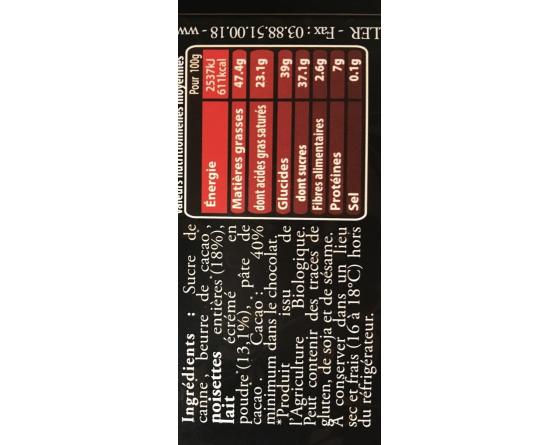 LLER - Fax : 03.88.51.00.18 - ww
Valeurs nutritionnelles moyennes
Pour 100g
Énergie 2537kJ
611kcal
Matières grasses 47.4g
dont acides gras saturés 23.1g
Glucides 39g
dont sucres 37.1g
Fibres alimentaires 2.6g
Protéines 7g
Sel 0.1g
Ingrédients : Sucre de
canne*, beurre de cacao*,
noisettes entières*(18%),
lait écrémé en
poudre*(13,1%), pâte de
cacao*. Cacao : 40%
minimum dans le chocolat.
*Produit issu de
l'Agriculture Biologique.
Peut contenir des traces de
gluten, de soja et de sésame.
A conserver dans un lieu
sec et frais (16 à 18°C) hors
du réfrigérateur.